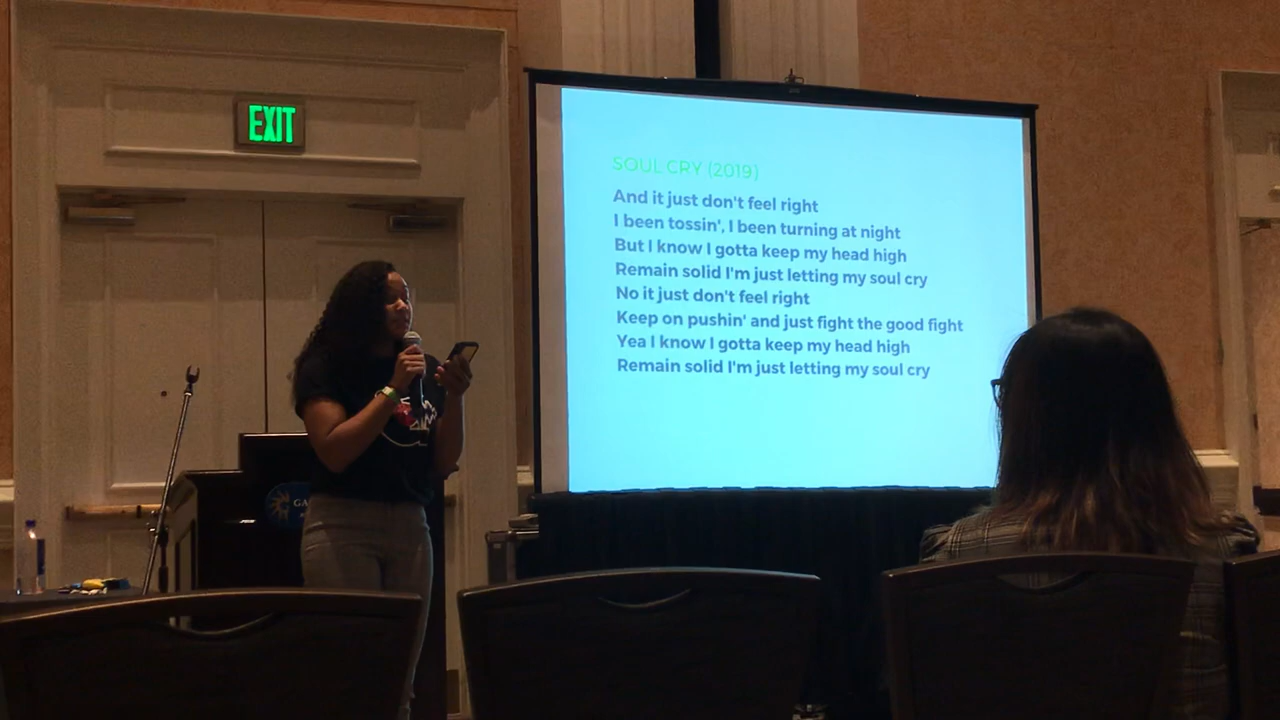 EXIT
SOUL CRY (2019)
And it just don't feel right
I been tossin', I been turning at night
But I know I gotta keep my head high
Remain solid I'm just letting my soul cry
No it just don't feel right
Keep on pushin' and just fight the good fight
Yea I know I gotta keep my head high
Remain solid I'm just letting my soul cry
GA